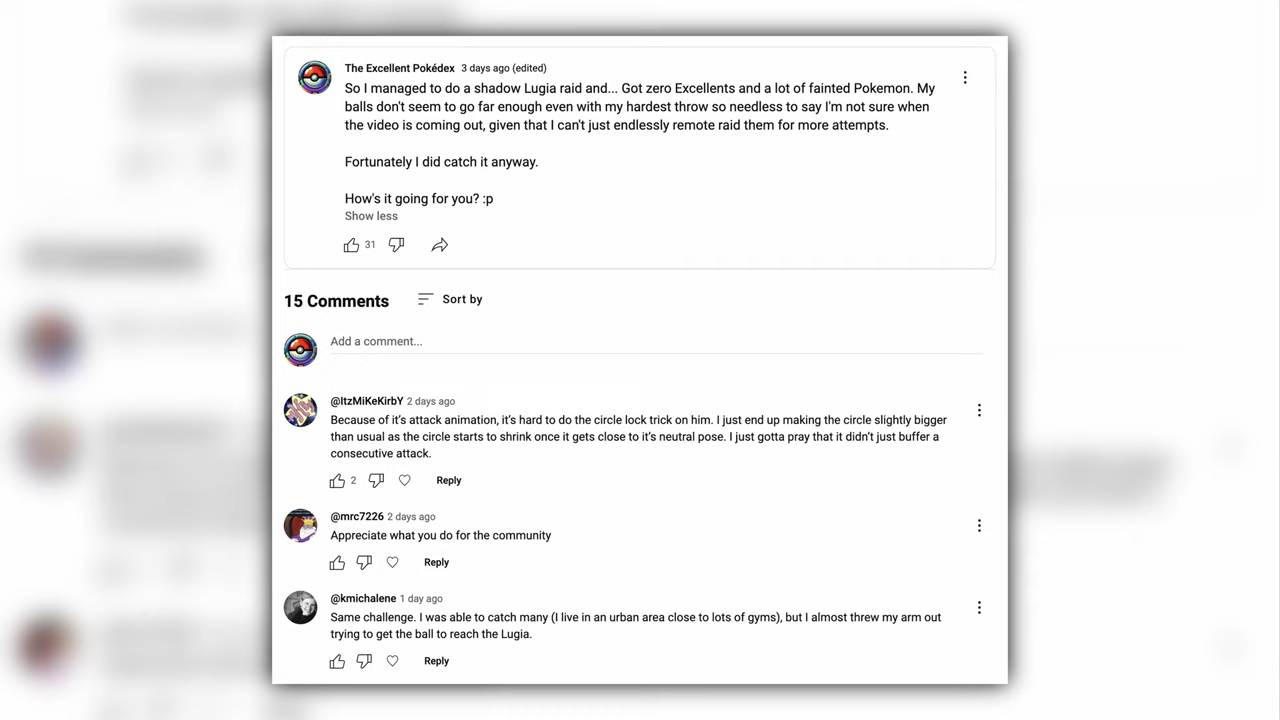 The Excellent Pokédex 3 days ago (edited)
So I managed to do a shadow Lugia raid and... Got zero Excellents and a lot of fainted Pokemon. My
balls don't seem to go far enough even with my hardest throw so needless to say I'm not sure when
the video is coming out, given that I can't just endlessly remote raid them for more attempts.
Fortunately I did catch it anyway.
How's it going for you? :p
Show less
31
15 Comments Sort by
Add a comment...
@ItzMiKeKirbY 2 days ago
Because of it's attack animation, it's hard to do the circle lock trick on him. I just end up making the circle slightly bigger
than usual as the circle starts to shrink once it gets close to it's neutral pose. I just gotta pray that it didn't just buffer a
consecutive attack.
2 Reply
@mrc7226 2 days ago
Appreciate what you do for the community
Reply
@kmichalene 1 day ago
Same challenge. I was able to catch many (I live in an urban area close to lots of gyms), but I almost threw my arm out
trying to get the ball to reach the Lugia.
Reply